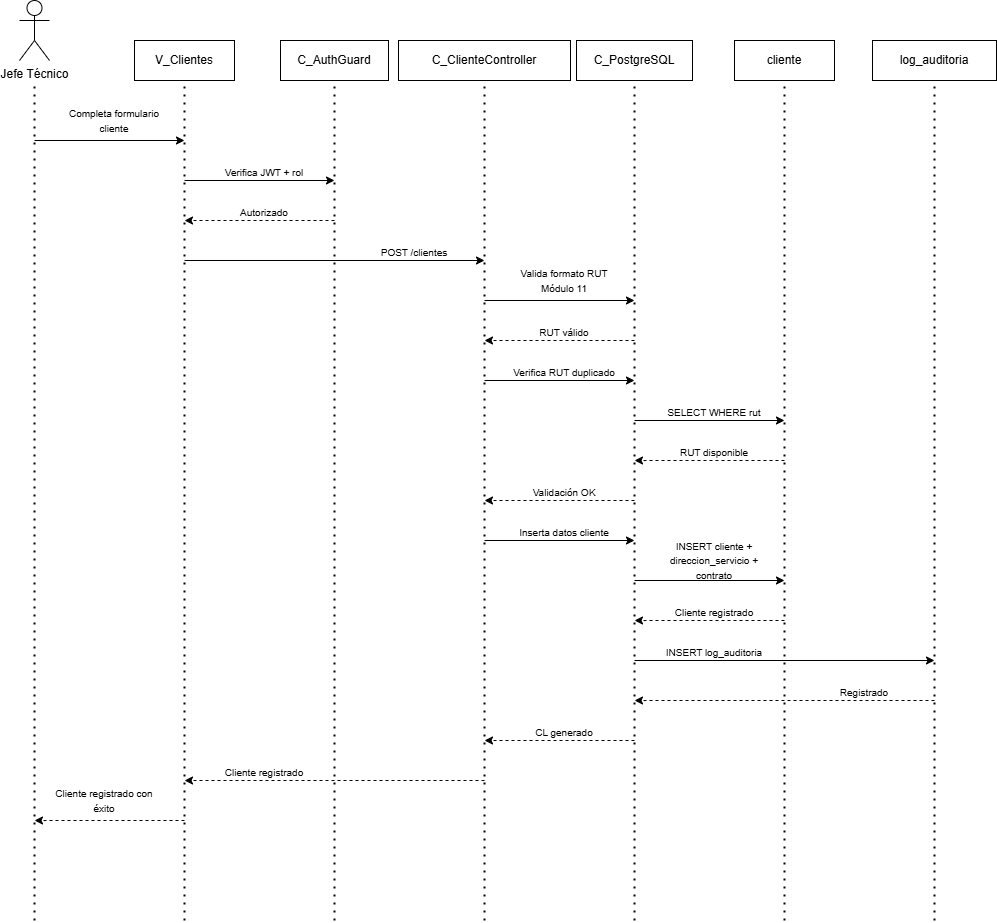 Jefe Técnico
V_Clientes
C_AuthGuard
C_ClienteController
C_PostgreSQL
cliente
log_auditoria
Completa formulario
cliente
Verifica JWT + rol
Autorizado
POST /clientes
Valida formato RUT
Módulo 11
RUT válido
Verifica RUT duplicado
SELECT WHERE rut
RUT disponible
Validación OK
Inserta datos cliente
INSERT cliente +
direccion_servicio +
contrato
Cliente registrado
INSERT log_auditoria
Registrado
CL generado
Cliente registrado
Cliente registrado con
éxito